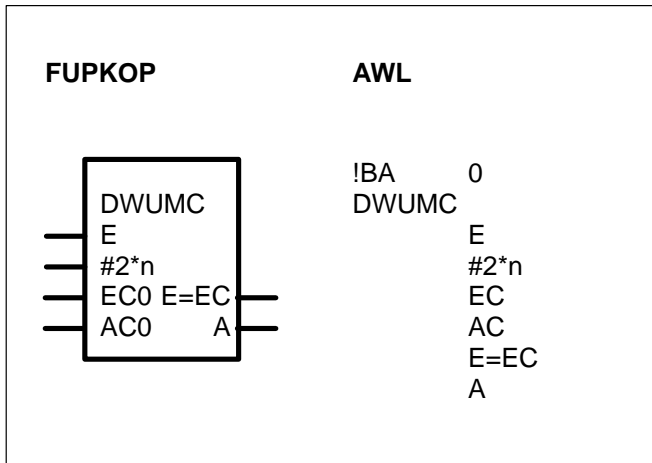 FUPKOP
AWL
DWUMC
E
#2*n
EC0 E=EC
AC0 A
!BA 0
DWUMC
E
#2*n
EC
AC
E=EC
A